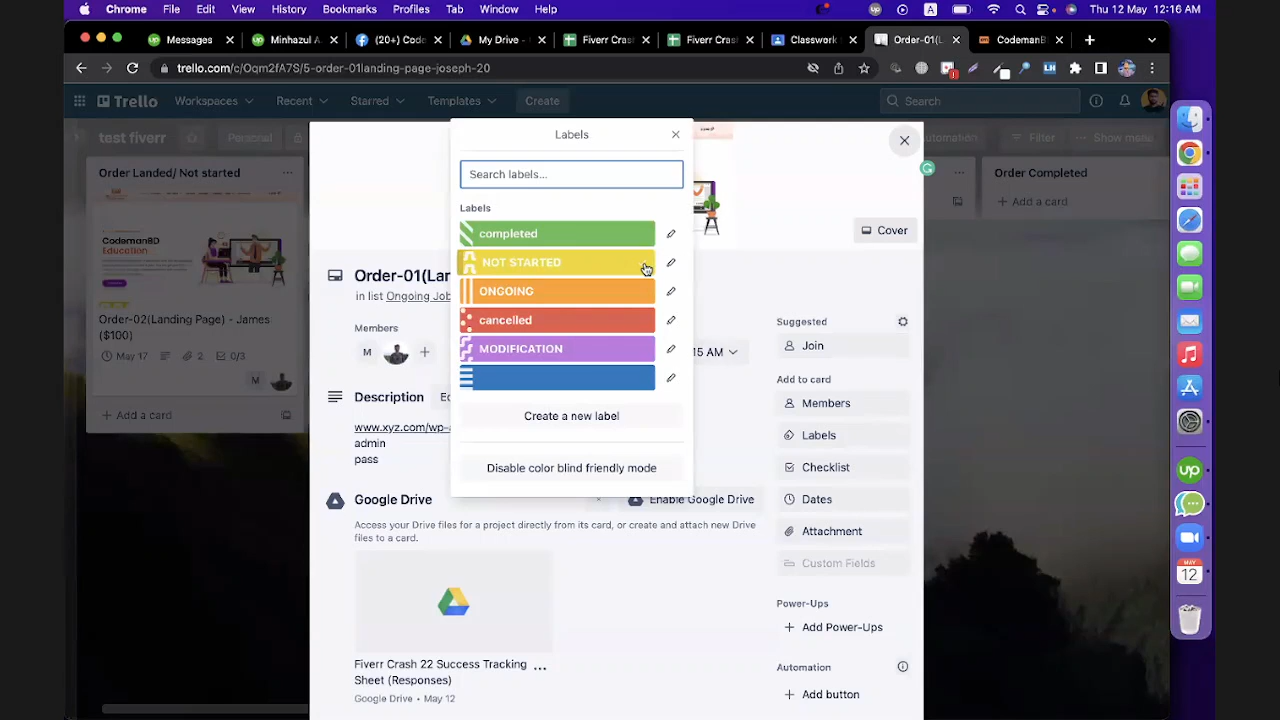 Chrome File Edit View History Bookmarks Profiles Tab Window Help A Thu 12 May 12:16 AM
Messages Minhazul A (20+) Cod My Drive - Fiverr Cras Fiverr Cras Classwork Order-01(L CodemanB
trello.com/c/Oqm2fA7S/5-order-01landing-page-joseph-20
Trello Workspaces Recent Starred Templates Create Search
test fiverr Personal Automation Filter Show menu
Labels
Order Landed/ Not started
Order Completed
+ Add a card
Search labels...
Labels
completed
NOT STARTED
ONGOING
cancelled
MODIFICATION
Create a new label
Disable color blind friendly mode
CodemanBD
Education
Order-02(Landing Page) - James
($100)
May 17 2 0/3
M
+ Add a card
Cover
Order-01(Lan
in list Ongoing Job
Members
M
15 AM
Description
www.xyz.com/wp-
admin
pass
Google Drive
Enable Google Drive
Access your Drive files for a project directly from its card, or create and attach new Drive
files to a card.
Fiverr Crash 22 Success Tracking
Sheet (Responses)
Google Drive • May 12
Suggested
Join
Add to card
Members
Labels
Checklist
Dates
Attachment
Custom Fields
Power-Ups
+ Add Power-Ups
Automation
+ Add button
up
MAY
12